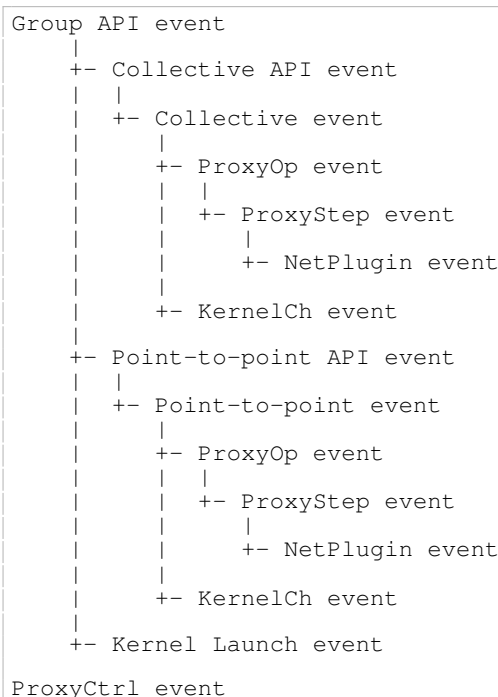 Group API event
    |
    +- Collective API event
    |  |
    |  +- Collective event
    |     |
    |     +- ProxyOp event
    |     |  |
    |     |  +- ProxyStep event
    |     |     |
    |     |     +- NetPlugin event
    |     |
    |     +- KernelCh event
    |
    +- Point-to-point API event
    |  |
    |  +- Point-to-point event
    |     |
    |     +- ProxyOp event
    |     |  |
    |     |  +- ProxyStep event
    |     |     |
    |     |     +- NetPlugin event
    |     |
    |     +- KernelCh event
    |
    +- Kernel Launch event

ProxyCtrl event